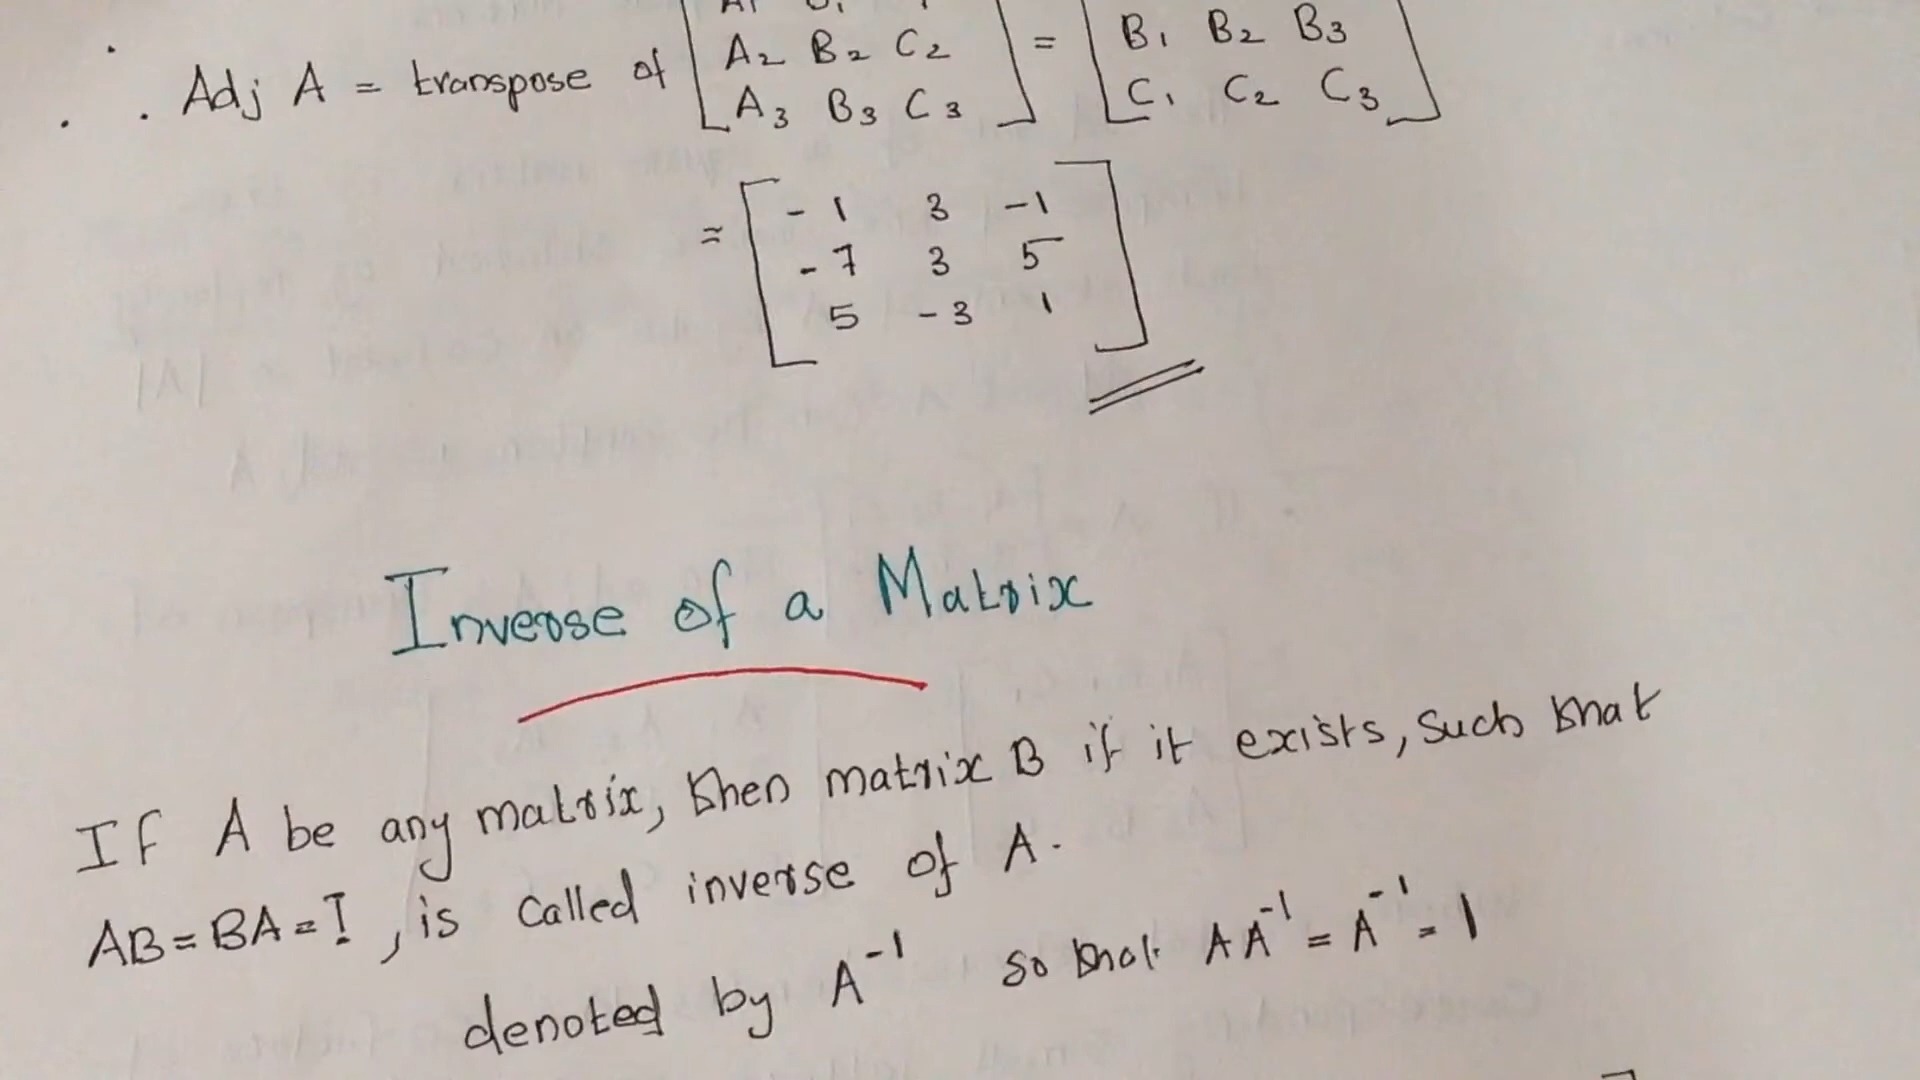 ∴ Adj A = transpose of [ A₂ B₂ C₂ = [ B₁ B₂ B₃
A₃ B₃ C₃ ] C₁ C₂ C₃ ]
= [ -1 3 -1
-7 3 5
5 -3 1 ]
Inverse of a Matrix
If A be any matrix, then matrix B if it exists, such that
AB = BA = I , is called inverse of A.
denoted by A⁻¹ so that AA⁻¹ = A⁻¹ = I